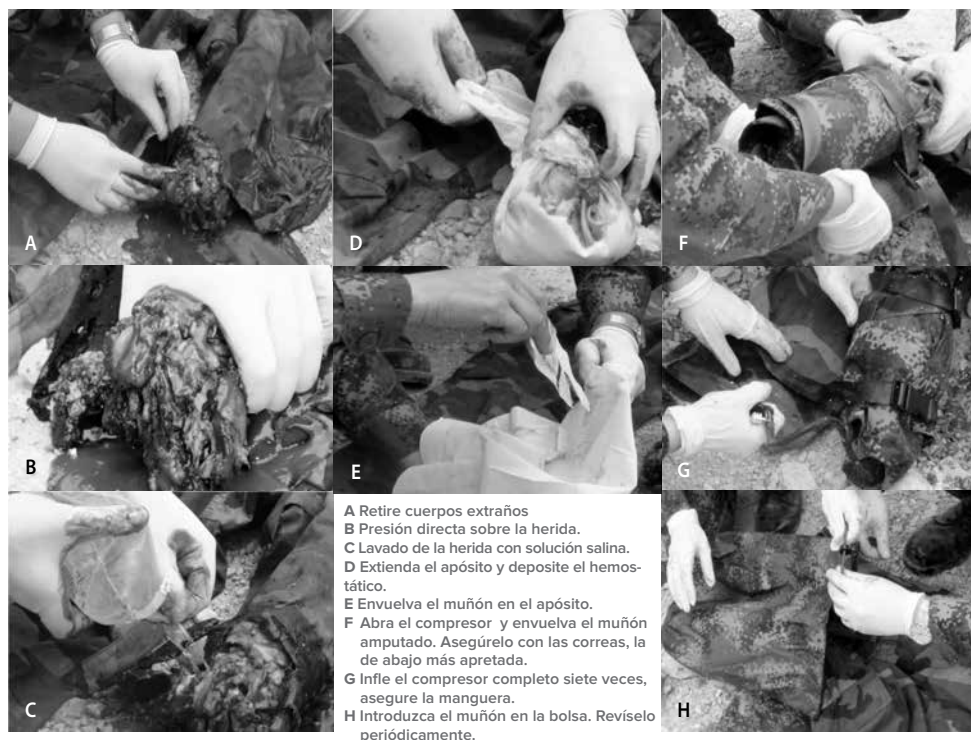 A
D
F
B
E
G
C
H
A Retire cuerpos extraños
B Presión directa sobre la herida.
C Lavado de la herida con solución salina.
D Extienda el apósito y deposite el hemos-
tático.
E Envuelva el muñón en el apósito.
F Abra el compresor y envuelva el muñón
amputado. Asegúrelo con las correas, la
de abajo más apretada.
G Infle el compresor completo siete veces,
asegure la manguera.
H Introduzca el muñón en la bolsa. Revíselo
periódicamente.